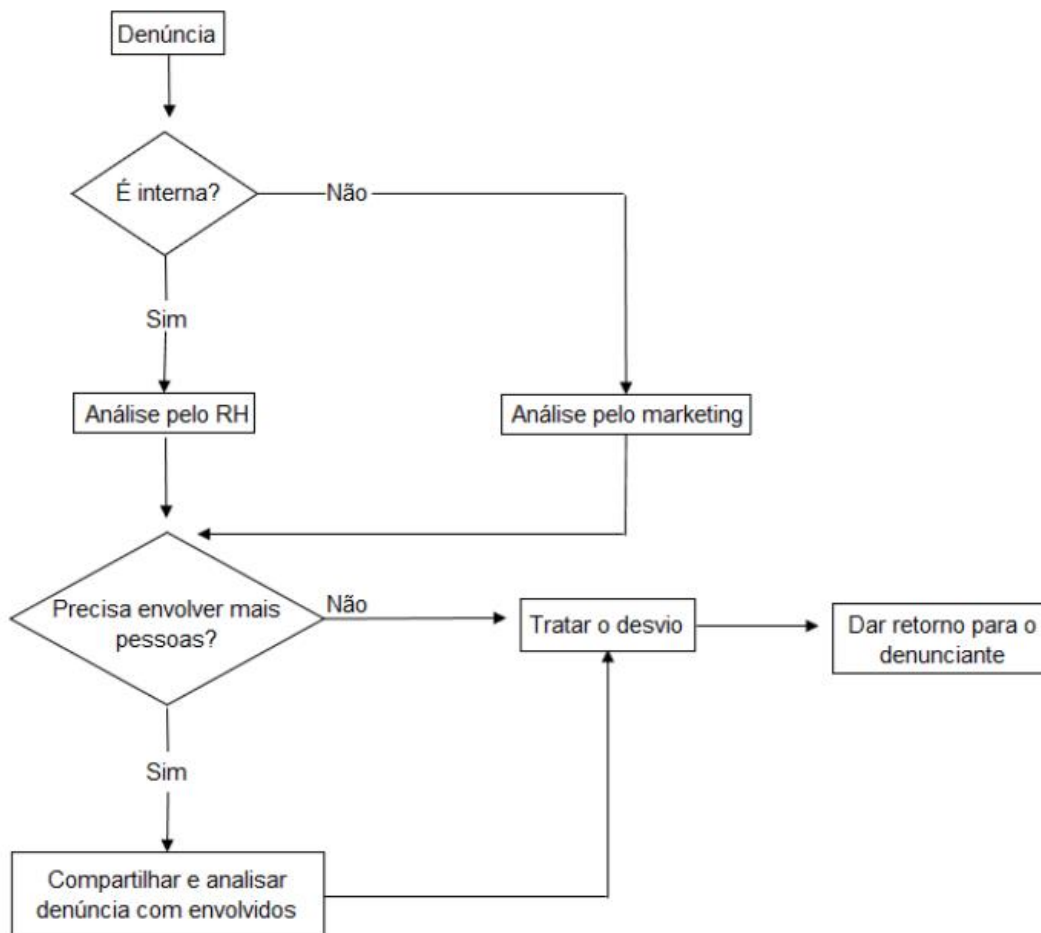 Denúncia
É interna?
Não
Sim
Análise pelo RH
Análise pelo marketing
Precisa envolver mais
pessoas?
Não
Tratar o desvio
Dar retorno para o
denunciante
Sim
Compartilhar e analisar
denúncia com envolvidos